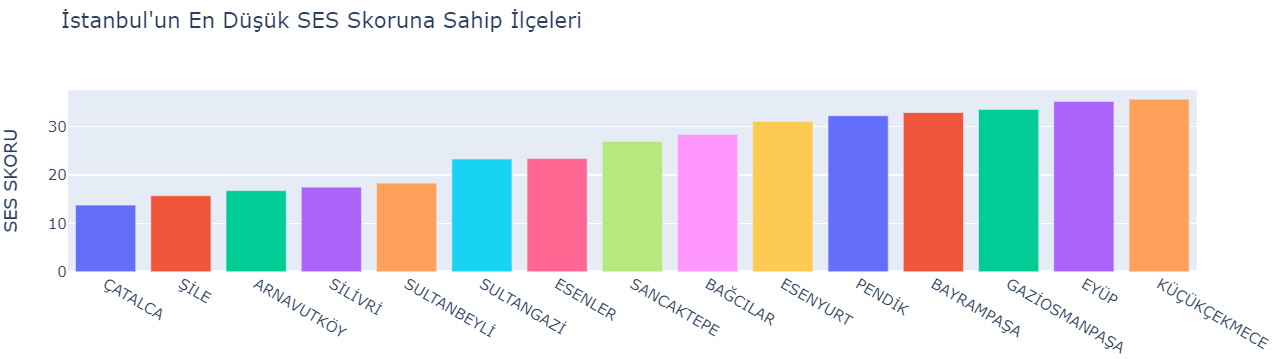 İstanbul'un En Düşük SES Skoruna Sahip İlçeleri
SES SKORU
30
20
10
0
ÇATALCA
ŞİLE
ARNAVUTKÖY
SİLİVRİ
SULTANBEYLİ
SULTANGAZİ
ESENLER
SANCAKTEPE
BAĞCILAR
ESENYURT
PENDİK
BAYRAMPAŞA
GAZİOSMANPAŞA
EYÜP
KÜÇÜKÇEKMECE